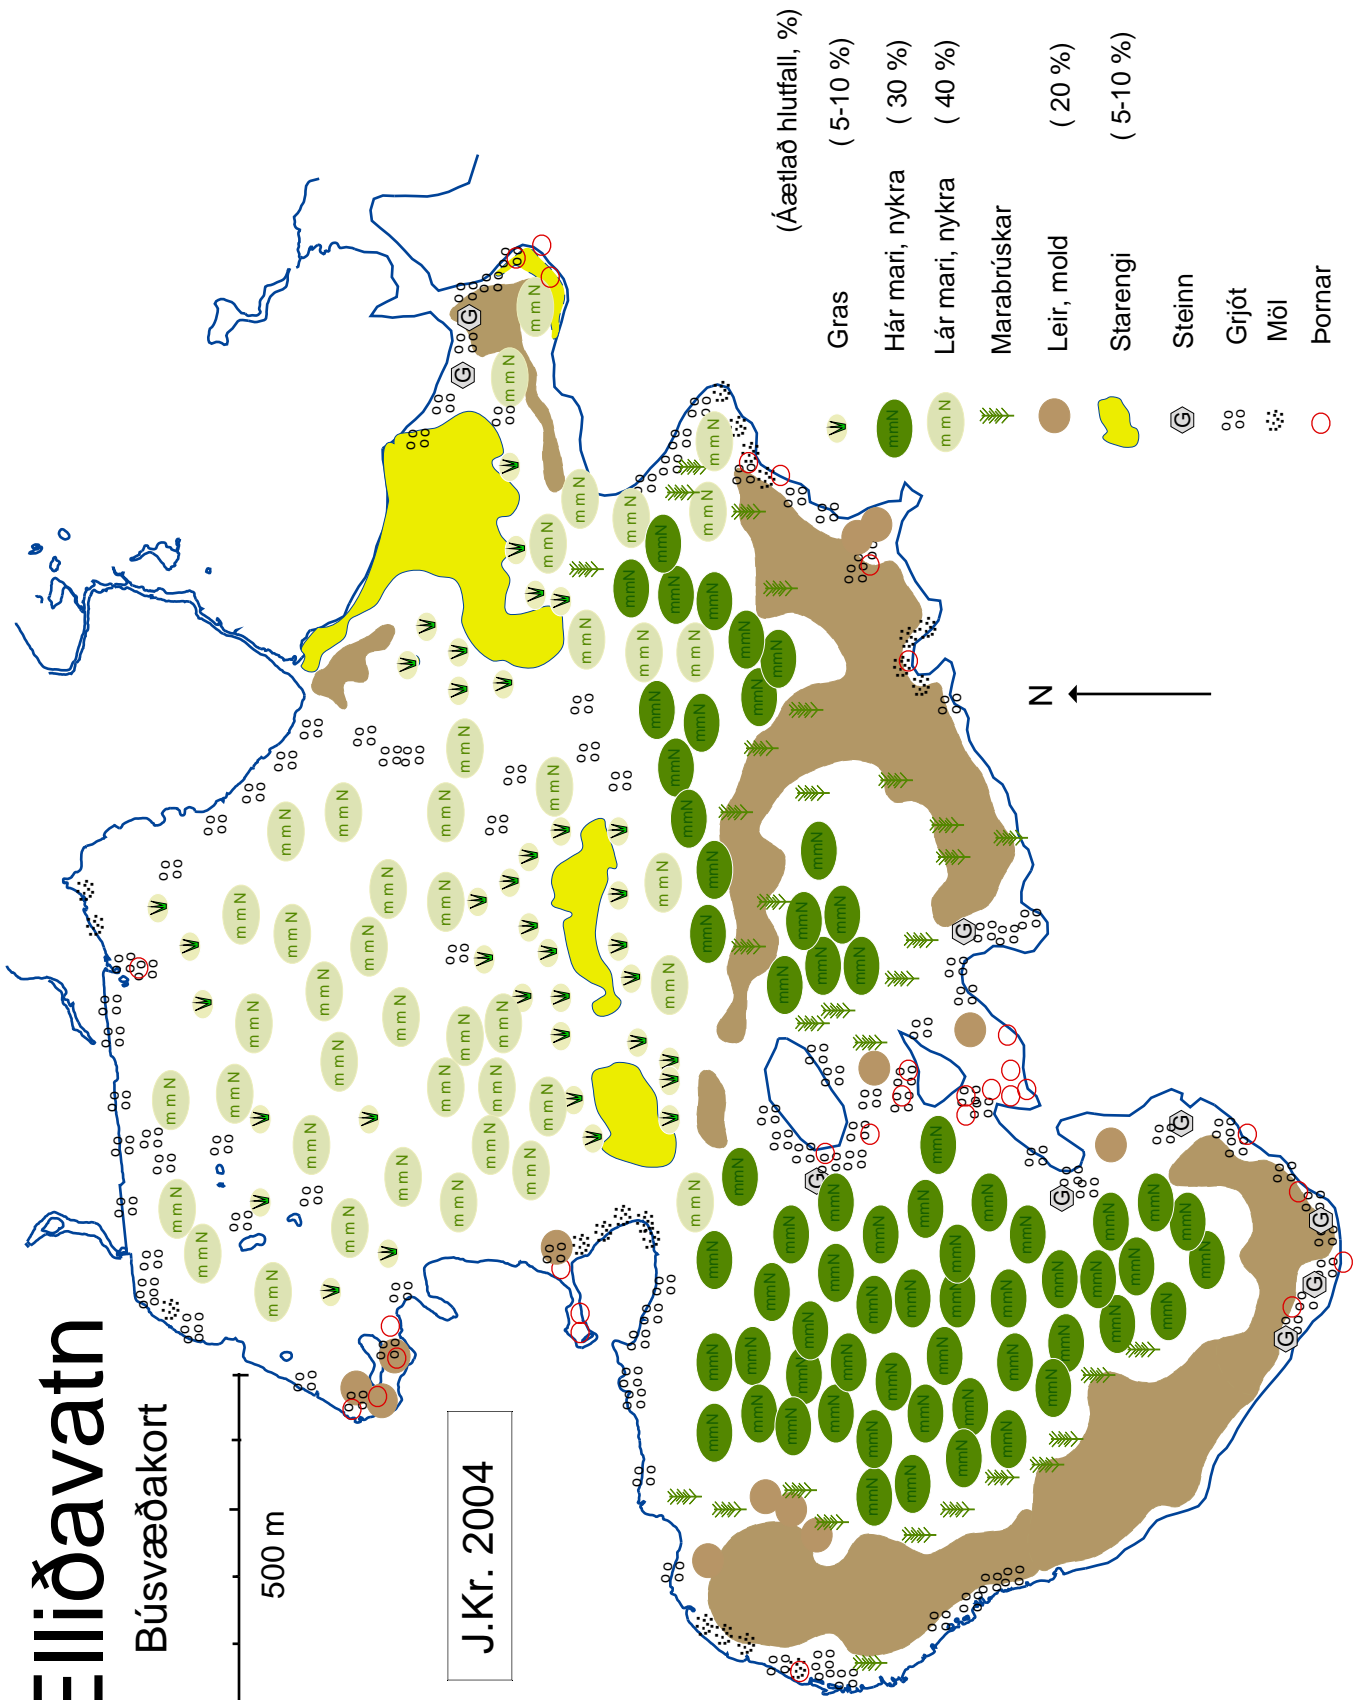 Elliðavatn
Búsvæðakort
500 m
J.Kr. 2004
N
(Áætlað hlutfall, %)
Gras ( 5-10 %)
mmN Hár mari, nykra ( 30 %)
m m N Lár mari, nykra ( 40 %)
Marabrúskar
Leir, mold ( 20 %)
Starengi ( 5-10 %)
G Steinn
Grjót
Möl
Þornar